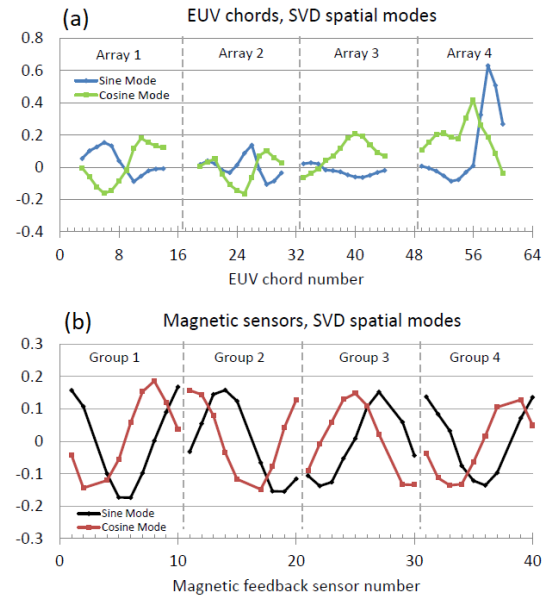 (a) EUV chords, SVD spatial modes
0.8
Array 1 Array 2 Array 3 Array 4
0.6
Sine Mode
Cosine Mode
0.4
0.2
0
-0.2
-0.4
0 8 16 24 32 40 48 56 64
EUV chord number
(b) Magnetic sensors, SVD spatial modes
0.3
Group 1 Group 2 Group 3 Group 4
0.2
0.1
0
-0.1
-0.2
Sine Mode
Cosine Mode
-0.3
0 10 20 30 40
Magnetic feedback sensor number